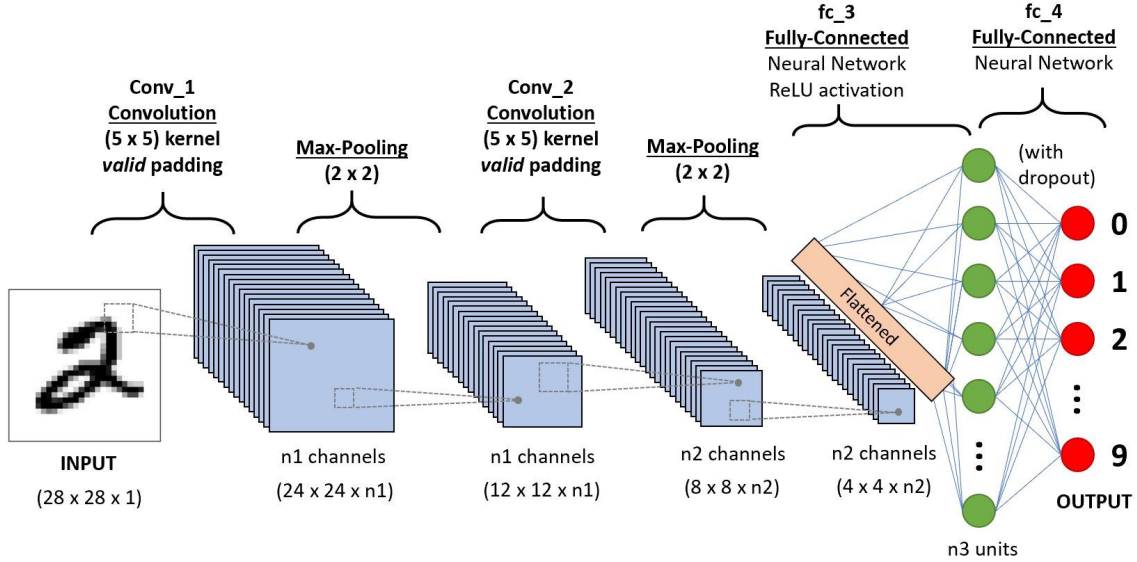 fc_3
Fully-Connected
Neural Network
ReLU activation
fc_4
Fully-Connected
Neural Network
Conv_1
Convolution
(5 x 5) kernel
valid padding
Max-Pooling
(2 x 2)
Conv_2
Convolution
(5 x 5) kernel
valid padding
Max-Pooling
(2 x 2)
(with
dropout)
Flattened
0
1
2
9
INPUT
(28 x 28 x 1)
n1 channels
(24 x 24 x n1)
n1 channels
(12 x 12 x n1)
n2 channels
(8 x 8 x n2)
n2 channels
(4 x 4 x n2)
OUTPUT
n3 units